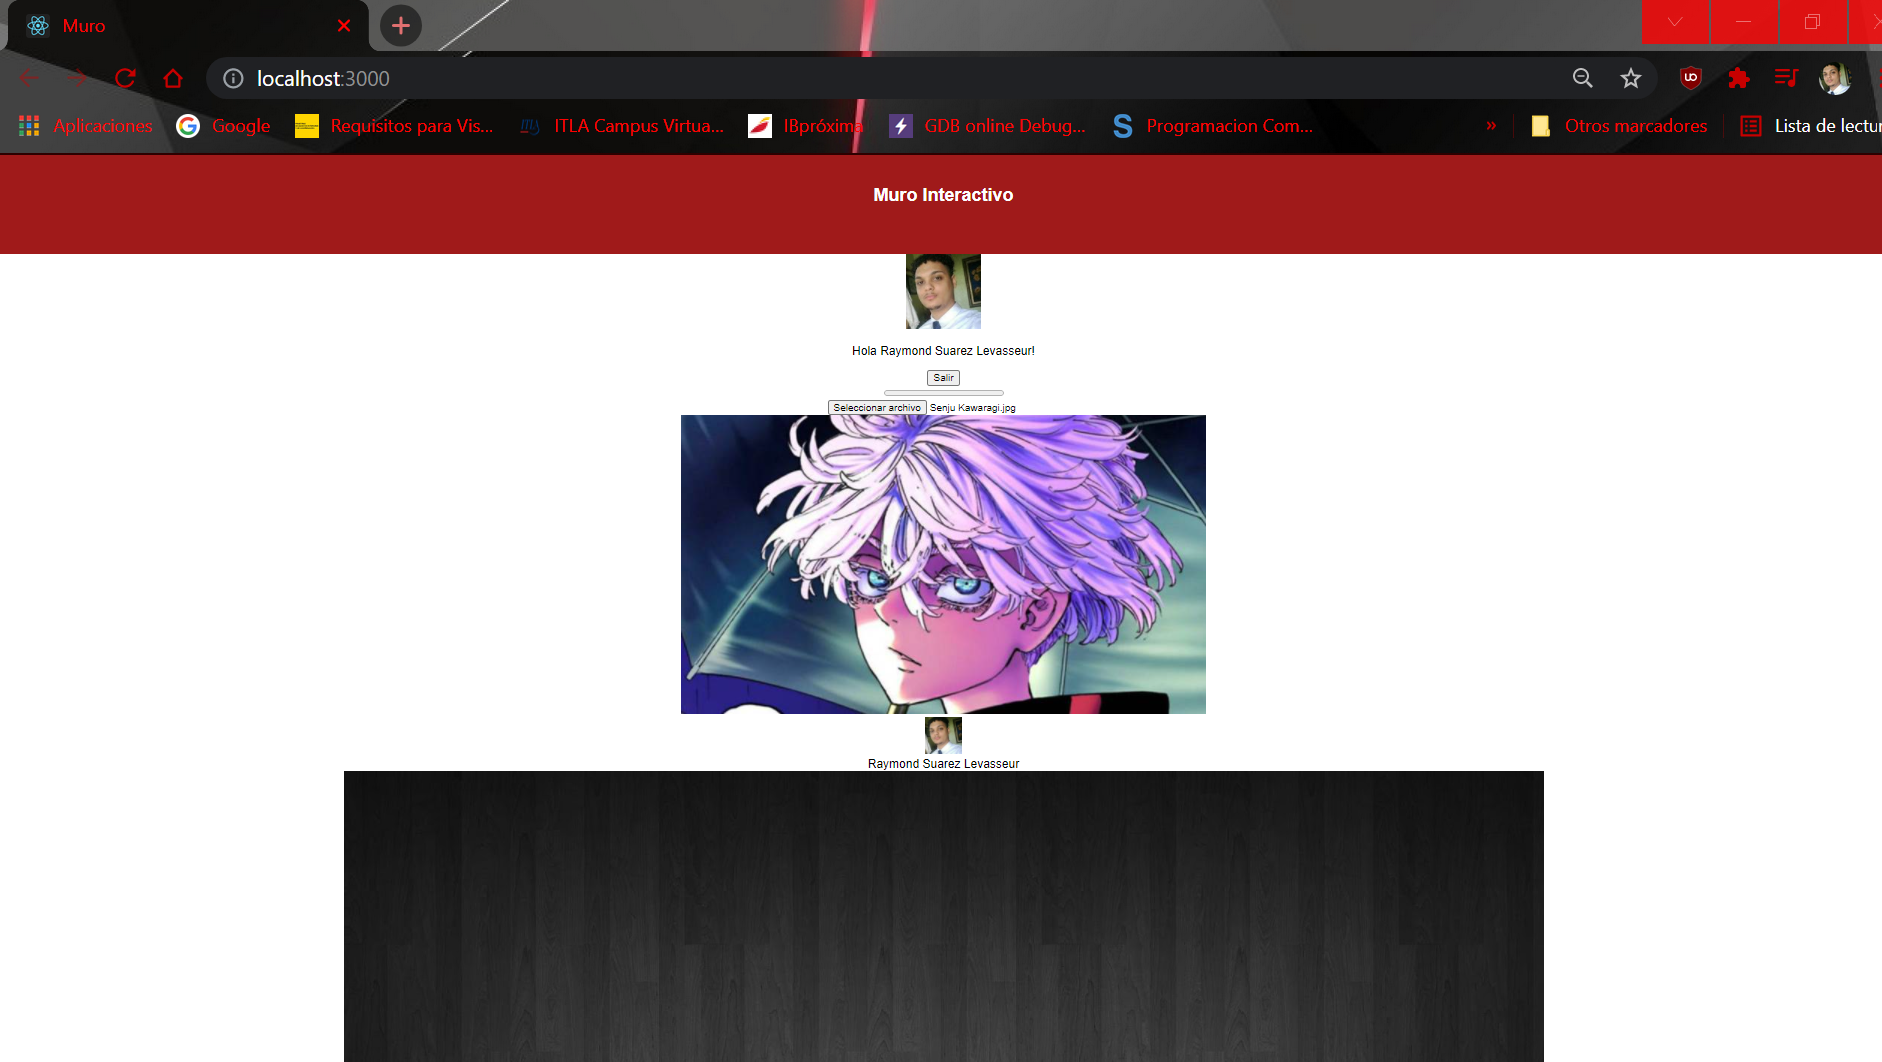 Muro
localhost:3000
Aplicaciones
Google
Requisitos para Vis...
ITLA Campus Virtua...
IBpróxima
GDB online Debug...
Programacion Com...
»
Otros marcadores
Lista de lectur
Muro Interactivo
Hola Raymond Suarez Levasseur!
Salir
Seleccionar archivo Senju Kawaragi.jpg
Raymond Suarez Levasseur